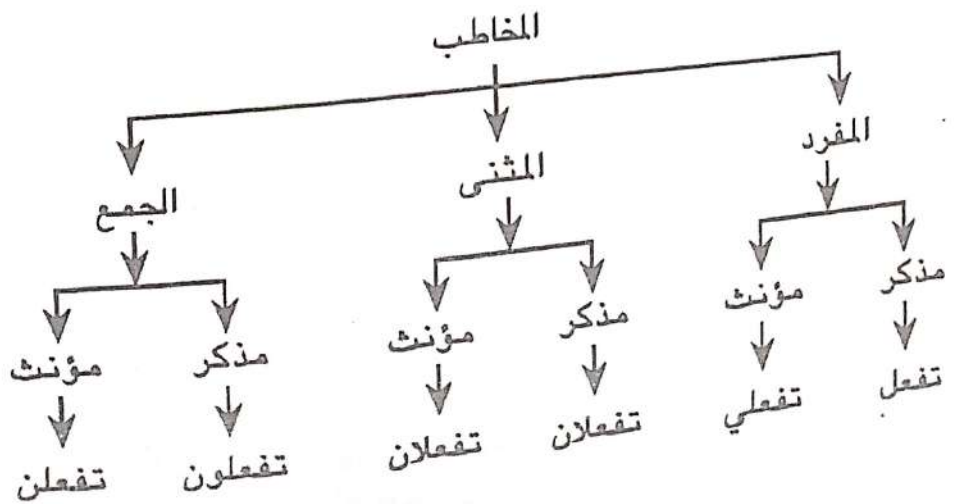 المخاطب
المفرد
المثنى
الجمع
مذكر
مؤنث
مذكر
مؤنث
مذكر
مؤنث
تفعل
تفعلي
تفعلان
تفعلان
تفعلون
تفعلن